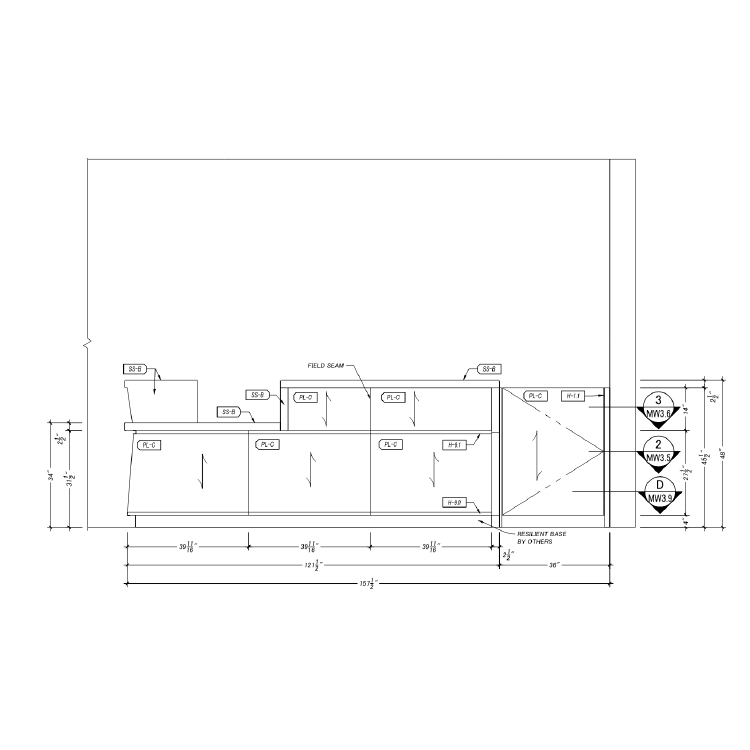 SS-B
FIELD SEAM
SS-B
SS-B
PL-C
PL-C
PL-C
H-1.1
3
MW3.6
SS-B
PL-C
PL-C
PL-C
H-9.1
2
MW3.5
D
MW3.9
H-9.0
RESILIENT BASE
BY OTHERS
34"
2 1/2"
31 1/2"
14"
27 1/2"
4"
45 1/2"
2 1/2"
48"
39 11/16"
39 11/16"
39 11/16"
2 1/2"
121 1/2"
36"
157 1/2"